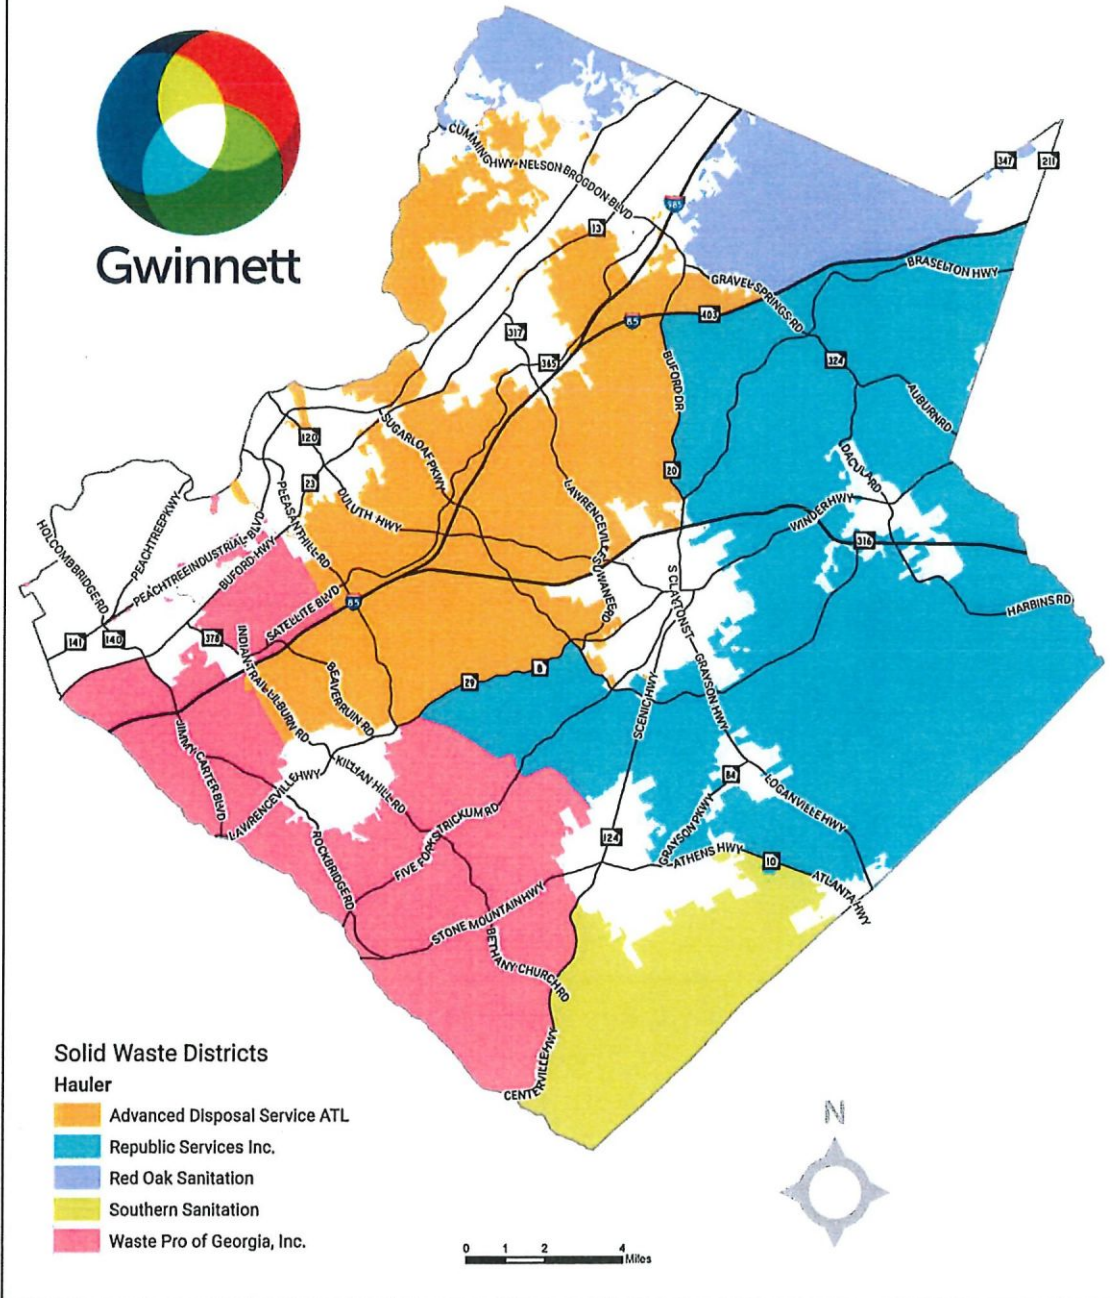 Gwinnett
CUMMING HWY
NELSON BROGDON BLVD
347
211
985
13
BRASELTON HWY
GRAVEL SPRINGS RD
85
403
317
365
324
BUFORD DR
AUBURN RD
120
SUGARLOAF PKWY
20
DACULA RD
23
PLEASANT HILL RD
DULUTH HWY
LAWRENCEVILLE SUWANEE RD
WINDER HWY
316
PEACHTREE PKWY
HOLCOMB BRIDGE RD
PEACHTREE INDUSTRIAL BLVD
BUFORD HWY
SATELLITE BLVD
85
S CLAYTON ST
HARBINS RD
141
140
378
INDIAN TRAIL LILBURN RD
BEAVER RUIN RD
29
8
GRAYSON HWY
SCENIC HWY
JIMMY CARTER BLVD
LAWRENCEVILLE HWY
KILLIAN HILL RD
84
LOGANVILLE HWY
GRAYSON PKWY
FIVE FORKS TRICKUM RD
124
ATHENS HWY
10
ATLANTA HWY
ROCKBRIDGE RD
STONE MOUNTAIN HWY
BETHANY CHURCH RD
CENTERVILLE HWY
Solid Waste Districts
Hauler
Advanced Disposal Service ATL
Republic Services Inc.
Red Oak Sanitation
Southern Sanitation
Waste Pro of Georgia, Inc.
N
0 1 2 4
Miles